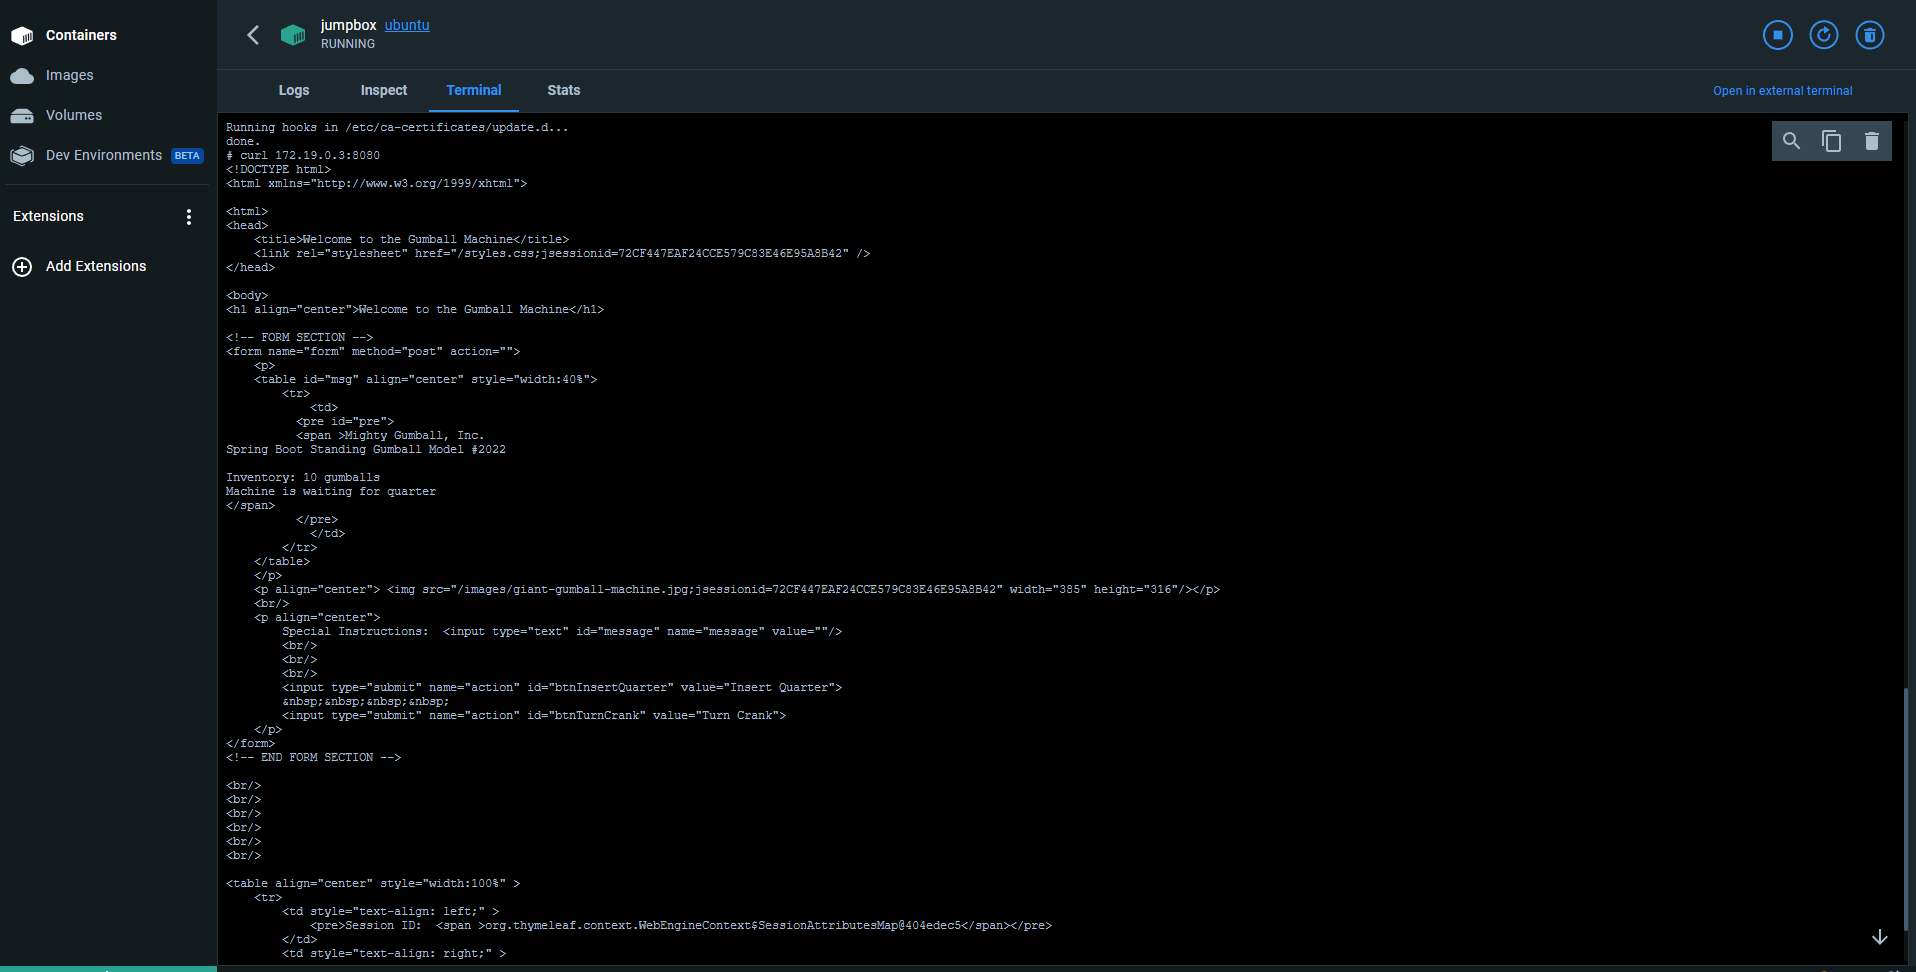 Containers
Images
Volumes
Dev Environments BETA
Extensions
Add Extensions
jumpbox ubuntu
RUNNING
Logs Inspect Terminal Stats
Open in external terminal
Running hooks in /etc/ca-certificates/update.d...
done.
# curl 172.19.0.3:8080
<!DOCTYPE html>
<html xmlns="http://www.w3.org/1999/xhtml">
<html>
<head>
<title>Welcome to the Gumball Machine</title>
<link rel="stylesheet" href="/styles.css;jsessionid=72CF447EAF24CCE579C83E46E95A8B42" />
</head>
<body>
<h1 align="center">Welcome to the Gumball Machine</h1>
<!-- FORM SECTION -->
<form name="form" method="post" action="">
<p>
<table id="msg" align="center" style="width:40%">
<tr>
<td>
<pre id="pre">
<span >Mighty Gumball, Inc.
Spring Boot Standing Gumball Model #2022
Inventory: 10 gumballs
Machine is waiting for quarter
</span>
</pre>
</td>
</tr>
</table>
</p>
<p align="center"> <img src="/images/giant-gumball-machine.jpg;jsessionid=72CF447EAF24CCE579C83E46E95A8B42" width="385" height="316"/></p>
<br/>
<p align="center">
Special Instructions:  <input type="text" id="message" name="message" value=""/>
<br/>
<br/>
<br/>
<input type="submit" name="action" id="btnInsertQuarter" value="Insert Quarter">
&nbsp;&nbsp;&nbsp;&nbsp;
<input type="submit" name="action" id="btnTurnCrank" value="Turn Crank">
</p>
</form>
<!-- END FORM SECTION -->
<br/>
<br/>
<br/>
<br/>
<br/>
<br/>
<table align="center" style="width:100%" >
<tr>
<td style="text-align: left;" >
<pre>Session ID:  <span >org.thymeleaf.context.WebEngineContext$SessionAttributesMap@404edec5</span></pre>
</td>
<td style="text-align: right;" >